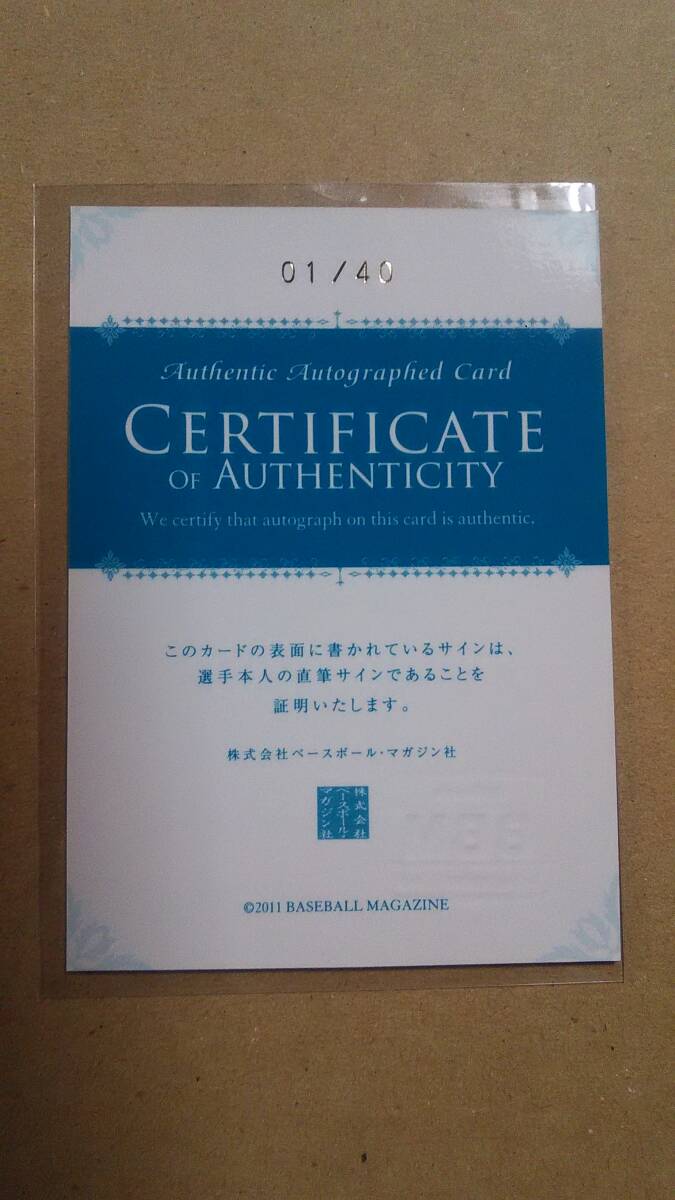 01/40
Authentic Autographed Card
CERTIFICATE
OF AUTHENTICITY
We certify that autograph on this card is authentic.
このカードの表面に書かれているサインは、
選手本人の直筆サインであることを
証明いたします。
株式会社ベースボール・マガジン社
株式会社
ベースボール・
マガジン社
©2011 BASEBALL MAGAZINE